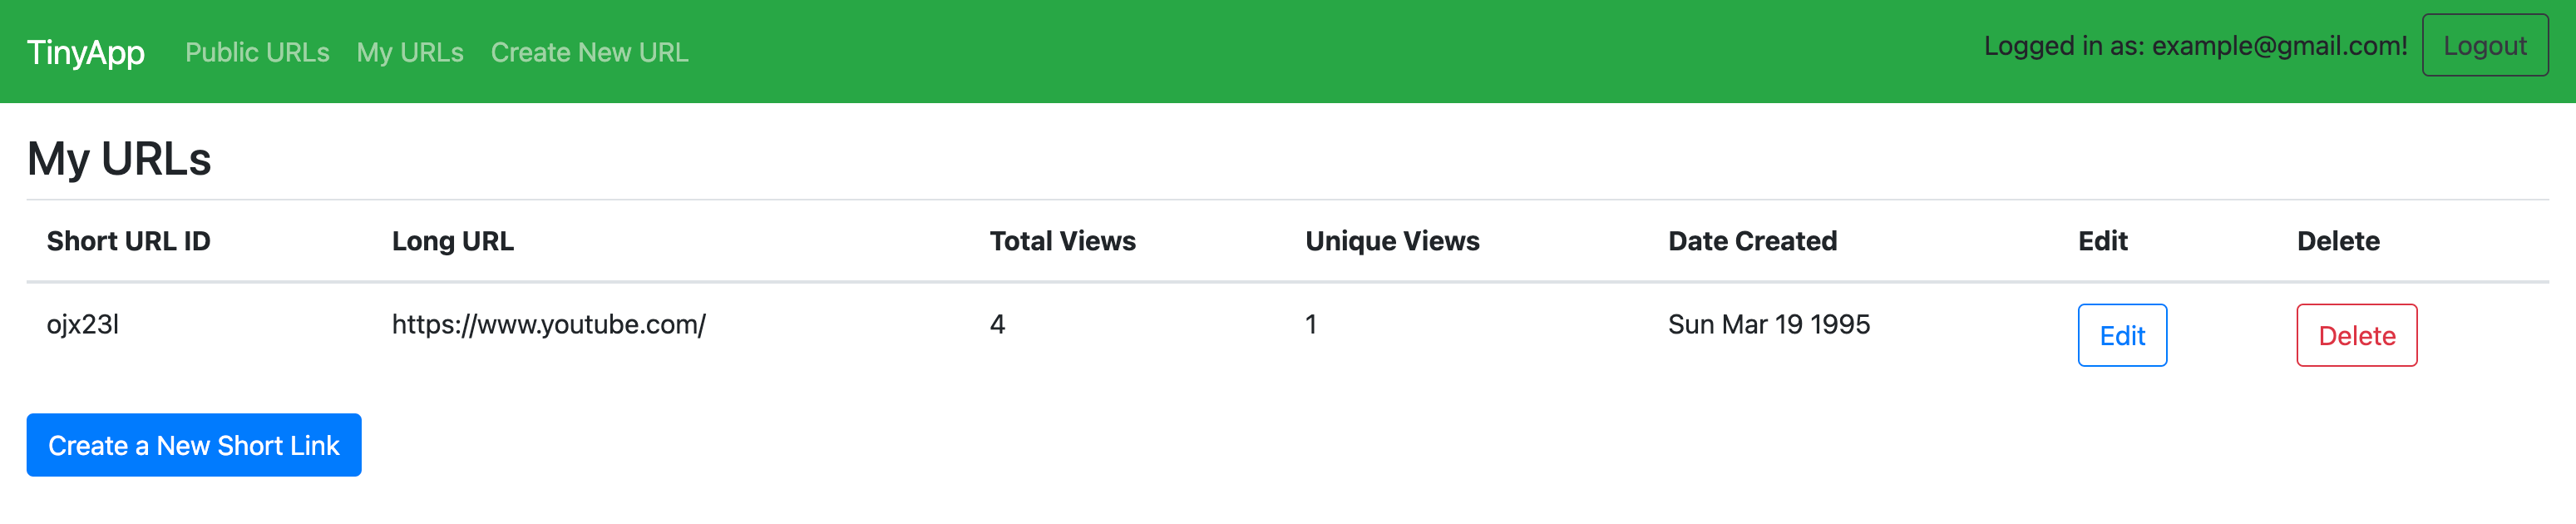 TinyApp Public URLs My URLs Create New URL Logged in as: example@gmail.com! Logout
My URLs
Short URL ID Long URL Total Views Unique Views Date Created Edit Delete
ojx23l https://www.youtube.com/ 4 1 Sun Mar 19 1995 Edit Delete
Create a New Short Link